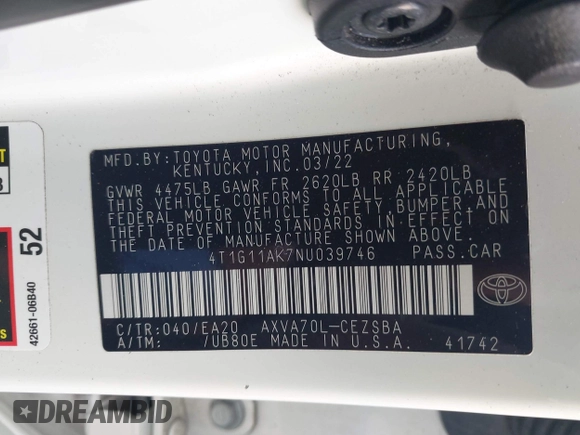 MFD.BY:TOYOTA MOTOR MANUFACTURING,
KENTUCKY,INC.03/22
GVWR 4475LB GAWR FR 2620LB RR 2420LB
THIS VEHICLE CONFORMS TO ALL APPLICABLE
FEDERAL MOTOR VEHICLE SAFETY,BUMPER,AND
THEFT PREVENTION STANDARDS IN EFFECT ON
THE DATE OF MANUFACTURE SHOWN ABOVE.
4T1G11AK7NU039746 PASS.CAR
C/TR:040/EA20 AXVA70L-CEZSBA
A/TM: /UB80E MADE IN U.S.A. 41742
52
42661-06B40
DREAMBID